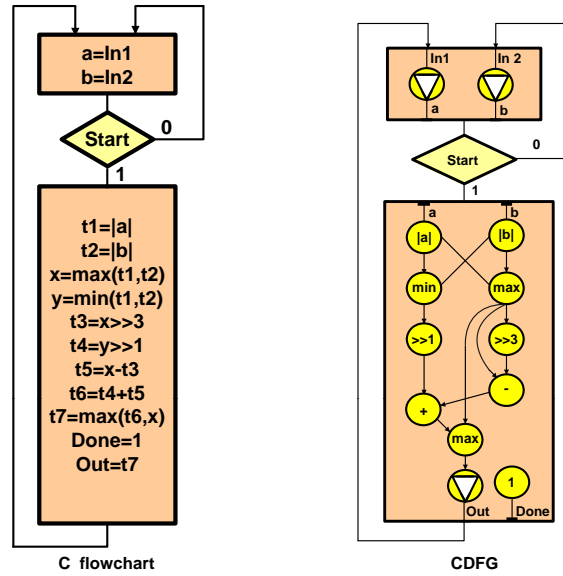 a=In1
b=In2
Start
0
1
t1=|a|
t2=|b|
x=max(t1,t2)
y=min(t1,t2)
t3=x>>3
t4=y>>1
t5=x-t3
t6=t4+t5
t7=max(t6,x)
Done=1
Out=t7
C flowchart
In1
In 2
a
b
Start
0
1
a
b
|a|
|b|
min
max
>>1
>>3
-
+
max
1
Out
Done
CDFG